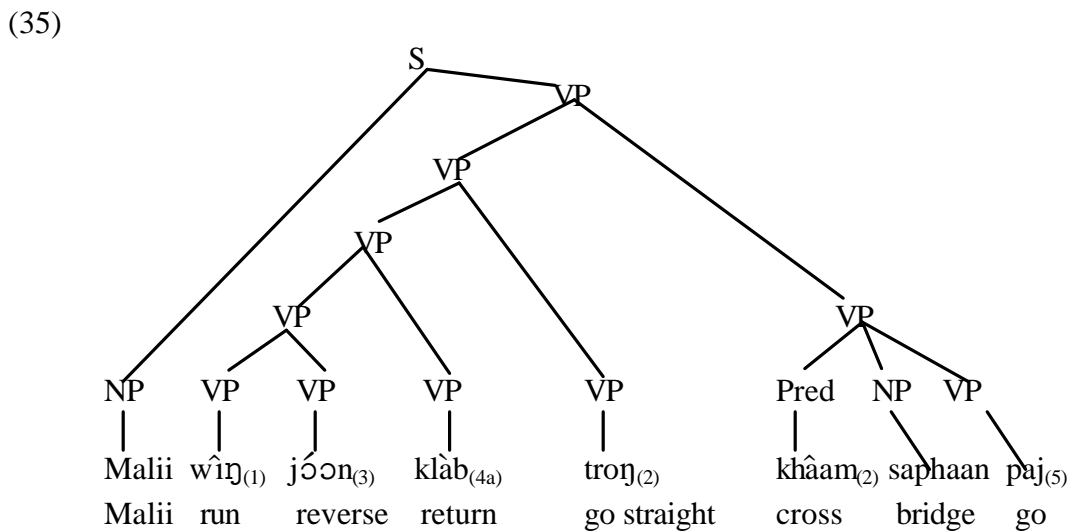 (35)
S
VP
VP
VP
VP VP
NP VP VP VP VP Pred NP VP
Malii wîŋ(1) jɔ́ɔn(3) klàb(4a) troŋ(2) khâam(2) saphaan paj(5)
Malii run reverse return go straight cross bridge go